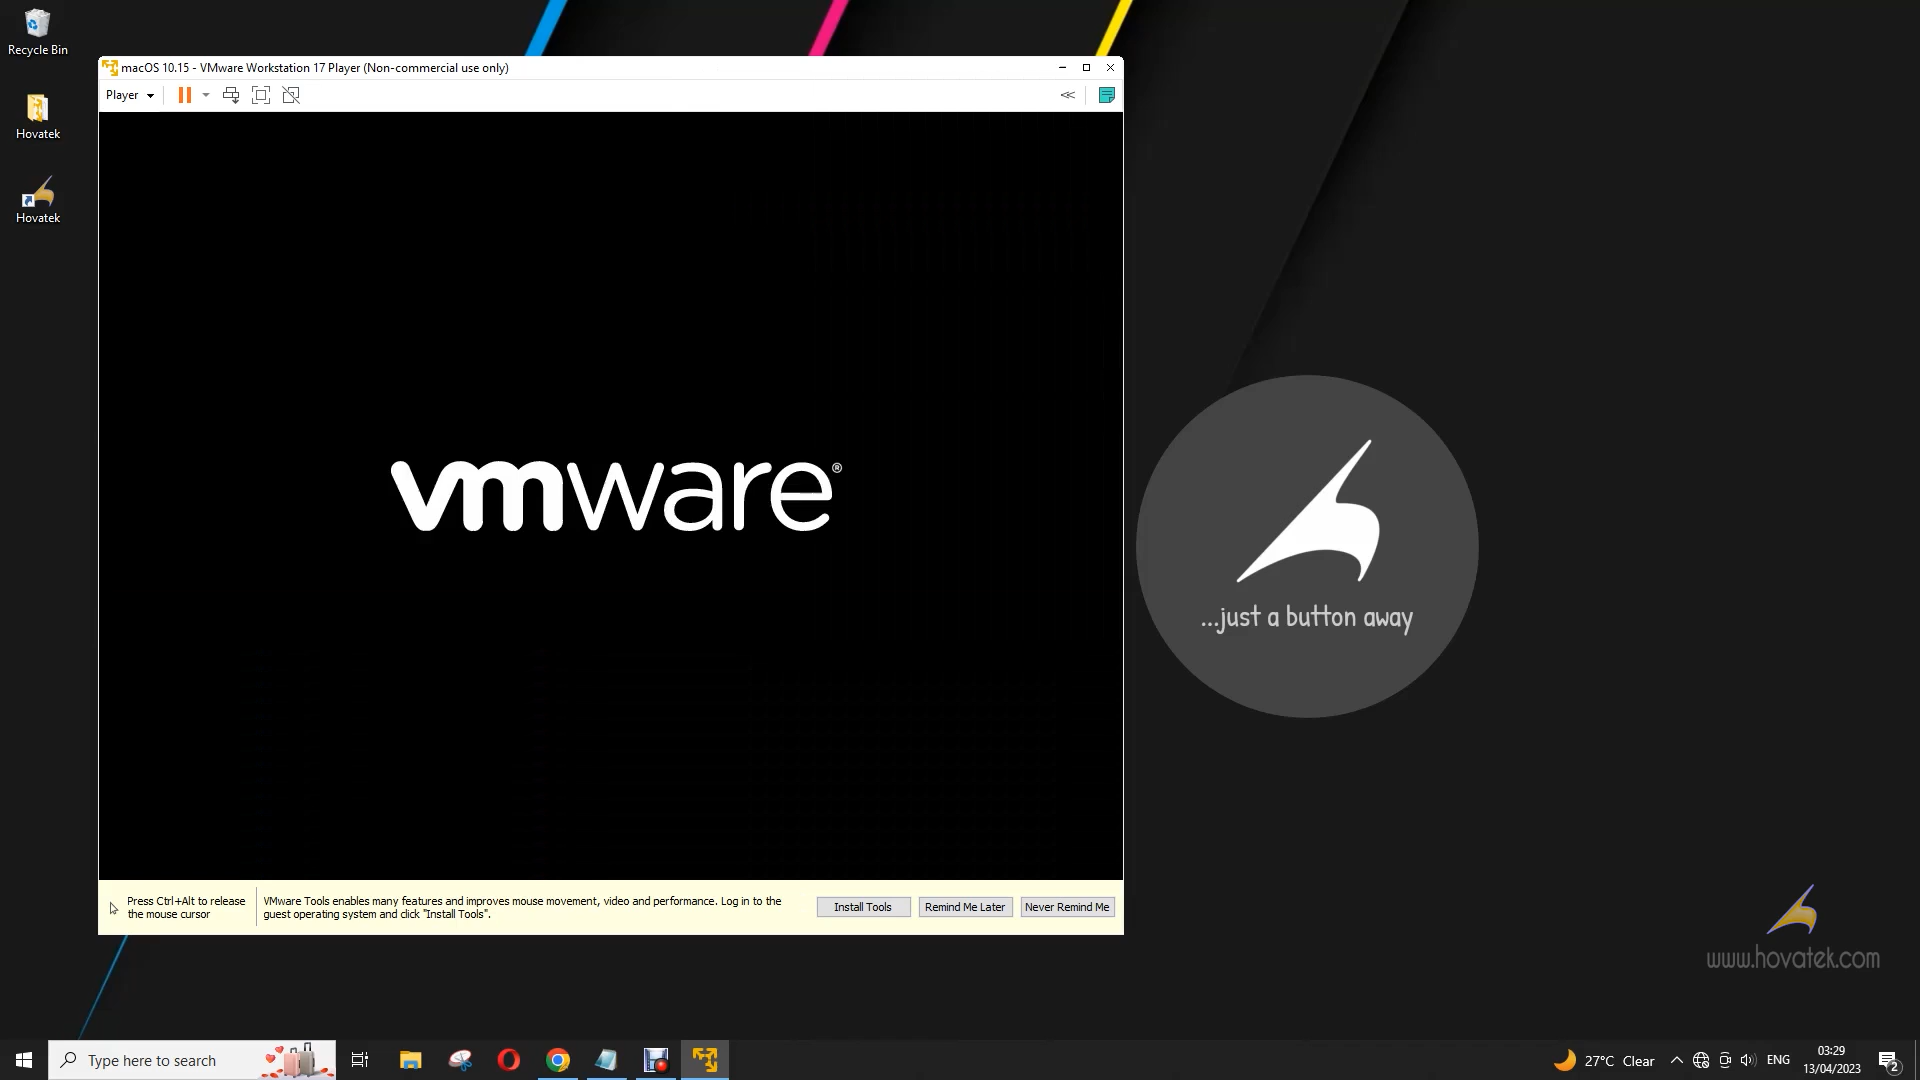 Recycle Bin
Hovatek
Hovatek
macOS 10.15 - VMware Workstation 17 Player (Non-commercial use only)
Player
vmware®
...just a button away
Press Ctrl+Alt to release
the mouse cursor
VMware Tools enables many features and improves mouse movement, video and performance. Log in to the
guest operating system and click "Install Tools".
Install Tools
Remind Me Later
Never Remind Me
www.hovatek.com
Type here to search
27°C Clear
ENG
03:29
13/04/2023
2